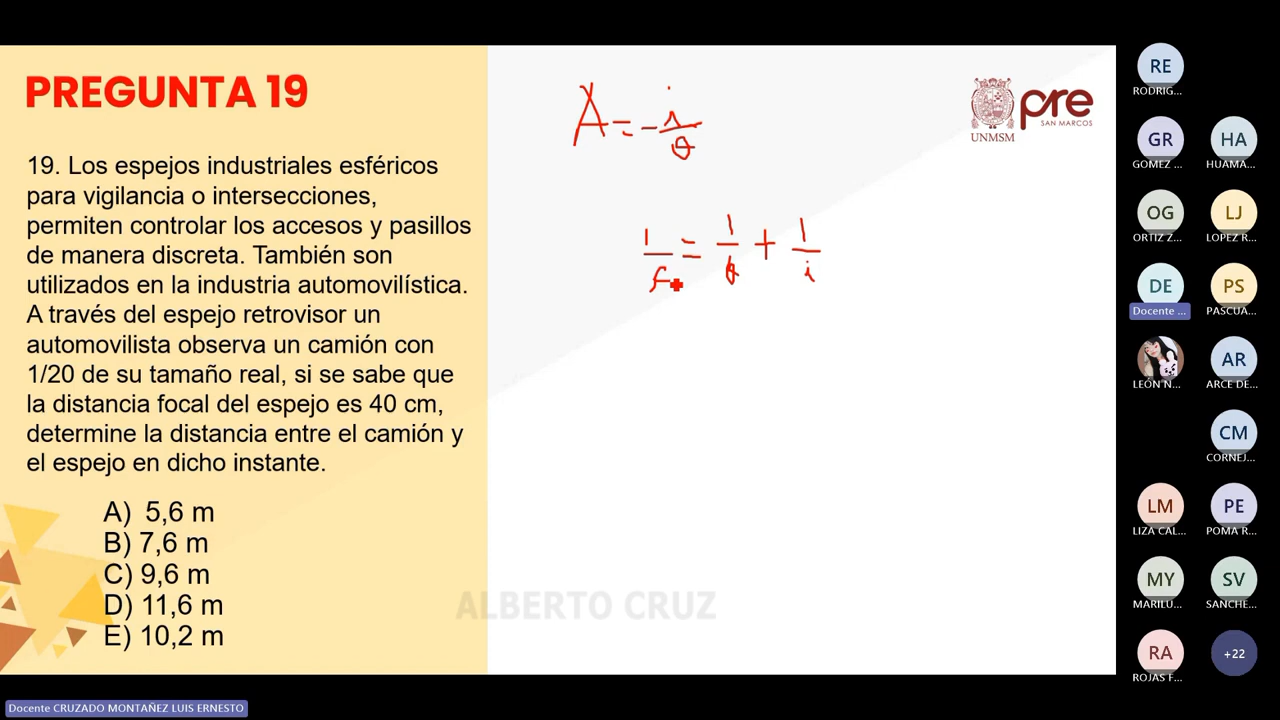 PREGUNTA 19
19. Los espejos industriales esféricos
para vigilancia o intersecciones,
permiten controlar los accesos y pasillos
de manera discreta. También son
utilizados en la industria automovilística.
A través del espejo retrovisor un
automovilista observa un camión con
1/20 de su tamaño real, si se sabe que
la distancia focal del espejo es 40 cm,
determine la distancia entre el camión y
el espejo en dicho instante.
A) 5,6 m
B) 7,6 m
C) 9,6 m
D) 11,6 m
E) 10,2 m
A = - i/θ
1/f = 1/θ + 1/i
UNMSM
pre
SAN MARCOS
ALBERTO CRUZ
RE
RODRIG...
GR
GOMEZ ...
HA
HUAMA...
OG
ORTIZ Z...
LJ
LOPEZ R...
DE
Docente ...
PS
PASCUA...
LEÓN N...
AR
ARCE DE...
CM
CORNEJ...
LM
LIZA CAL...
PE
POMA R...
MY
MARILÚ...
SV
SANCHE...
RA
ROJAS F...
+22
Docente CRUZADO MONTAÑEZ LUIS ERNESTO